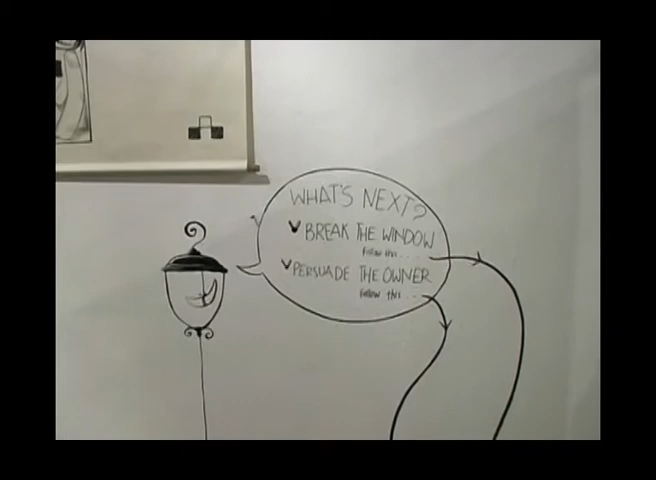 WHAT'S NEXT?
BREAK THE WINDOW
follow this ....
PERSUADE THE OWNER
follow this ...